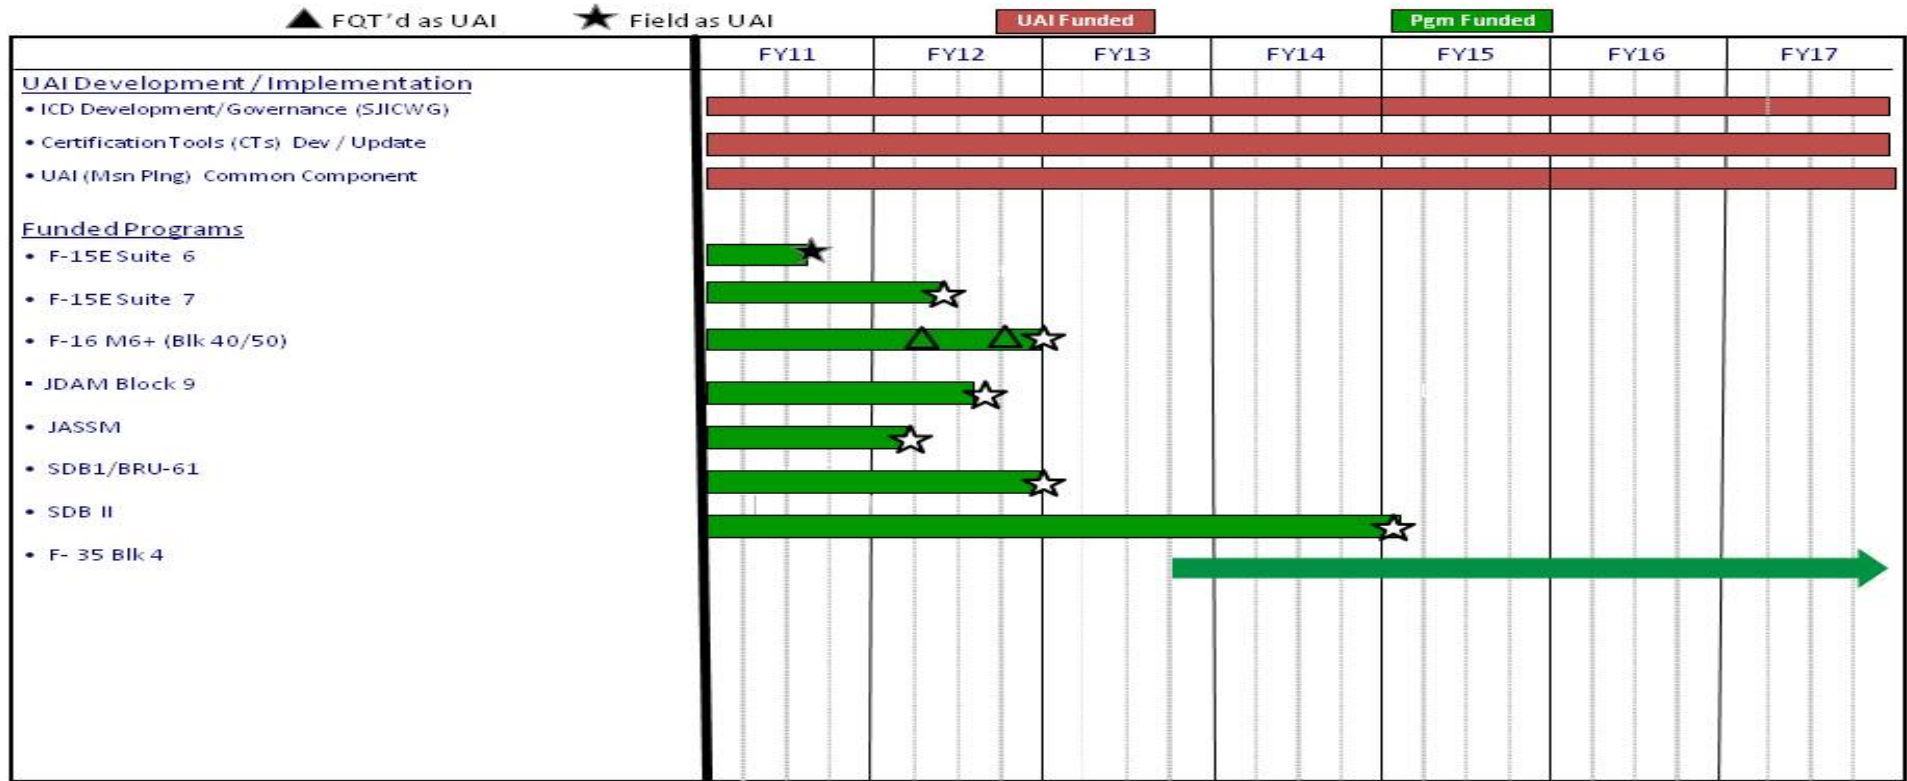 FQT'd as UAI Field as UAI UAI Funded Pgm Funded
FY11 FY12 FY13 FY14 FY15 FY16 FY17
UAI Development / Implementation
• ICD Development/Governance (SJICWG)
• Certification Tools (CTs) Dev / Update
• UAI (Msn Plng) Common Component
Funded Programs
• F-15E Suite 6
• F-15E Suite 7
• F-16 M6+ (Blk 40/50)
• JDAM Block 9
• JASSM
• SDB1/BRU-61
• SDB II
• F- 35 Blk 4